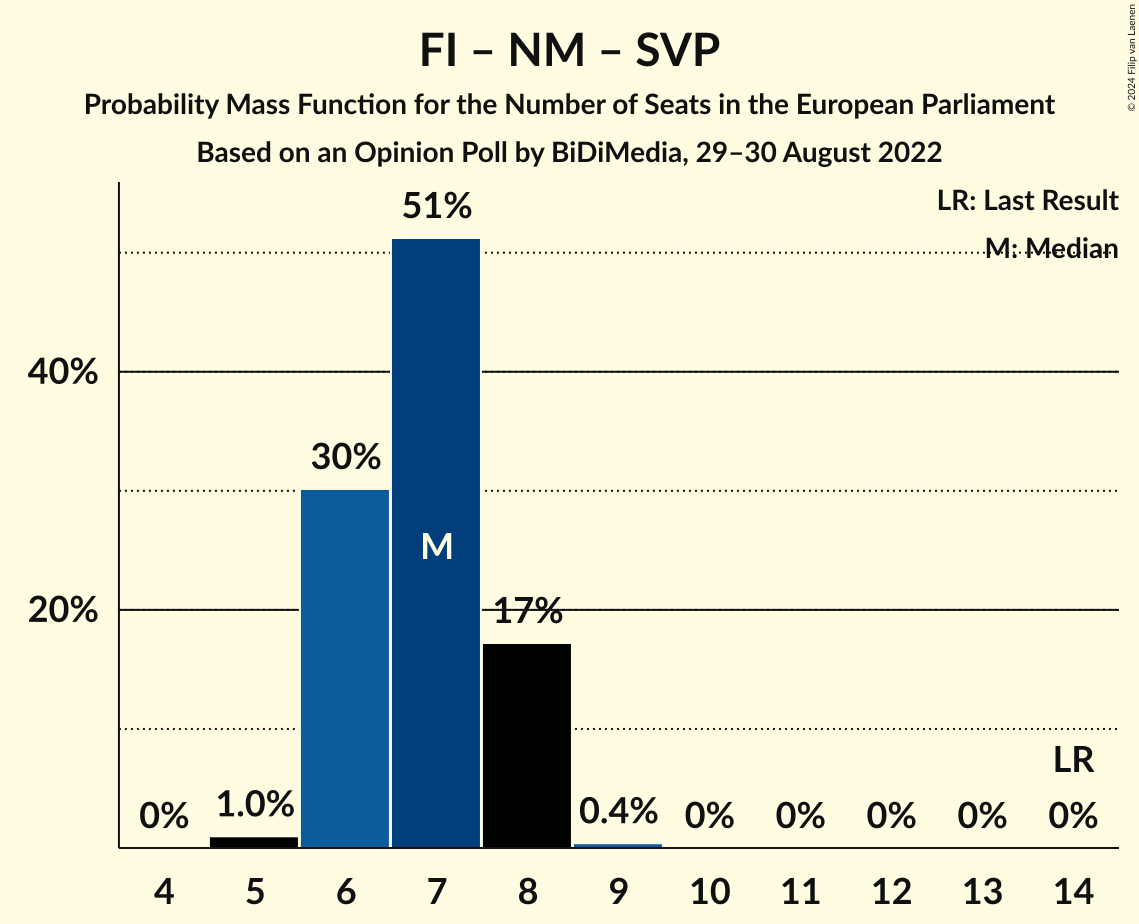 FI – NM – SVP
Probability Mass Function for the Number of Seats in the European Parliament
Based on an Opinion Poll by BiDiMedia, 29–30 August 2022
© 2024 Filip van Laenen
LR: Last Result
M: Median
51%
40%
30%
M
20%
17%
LR
0%
1.0%
0.4%
0%
0%
0%
0%
0%
4 5 6 7 8 9 10 11 12 13 14